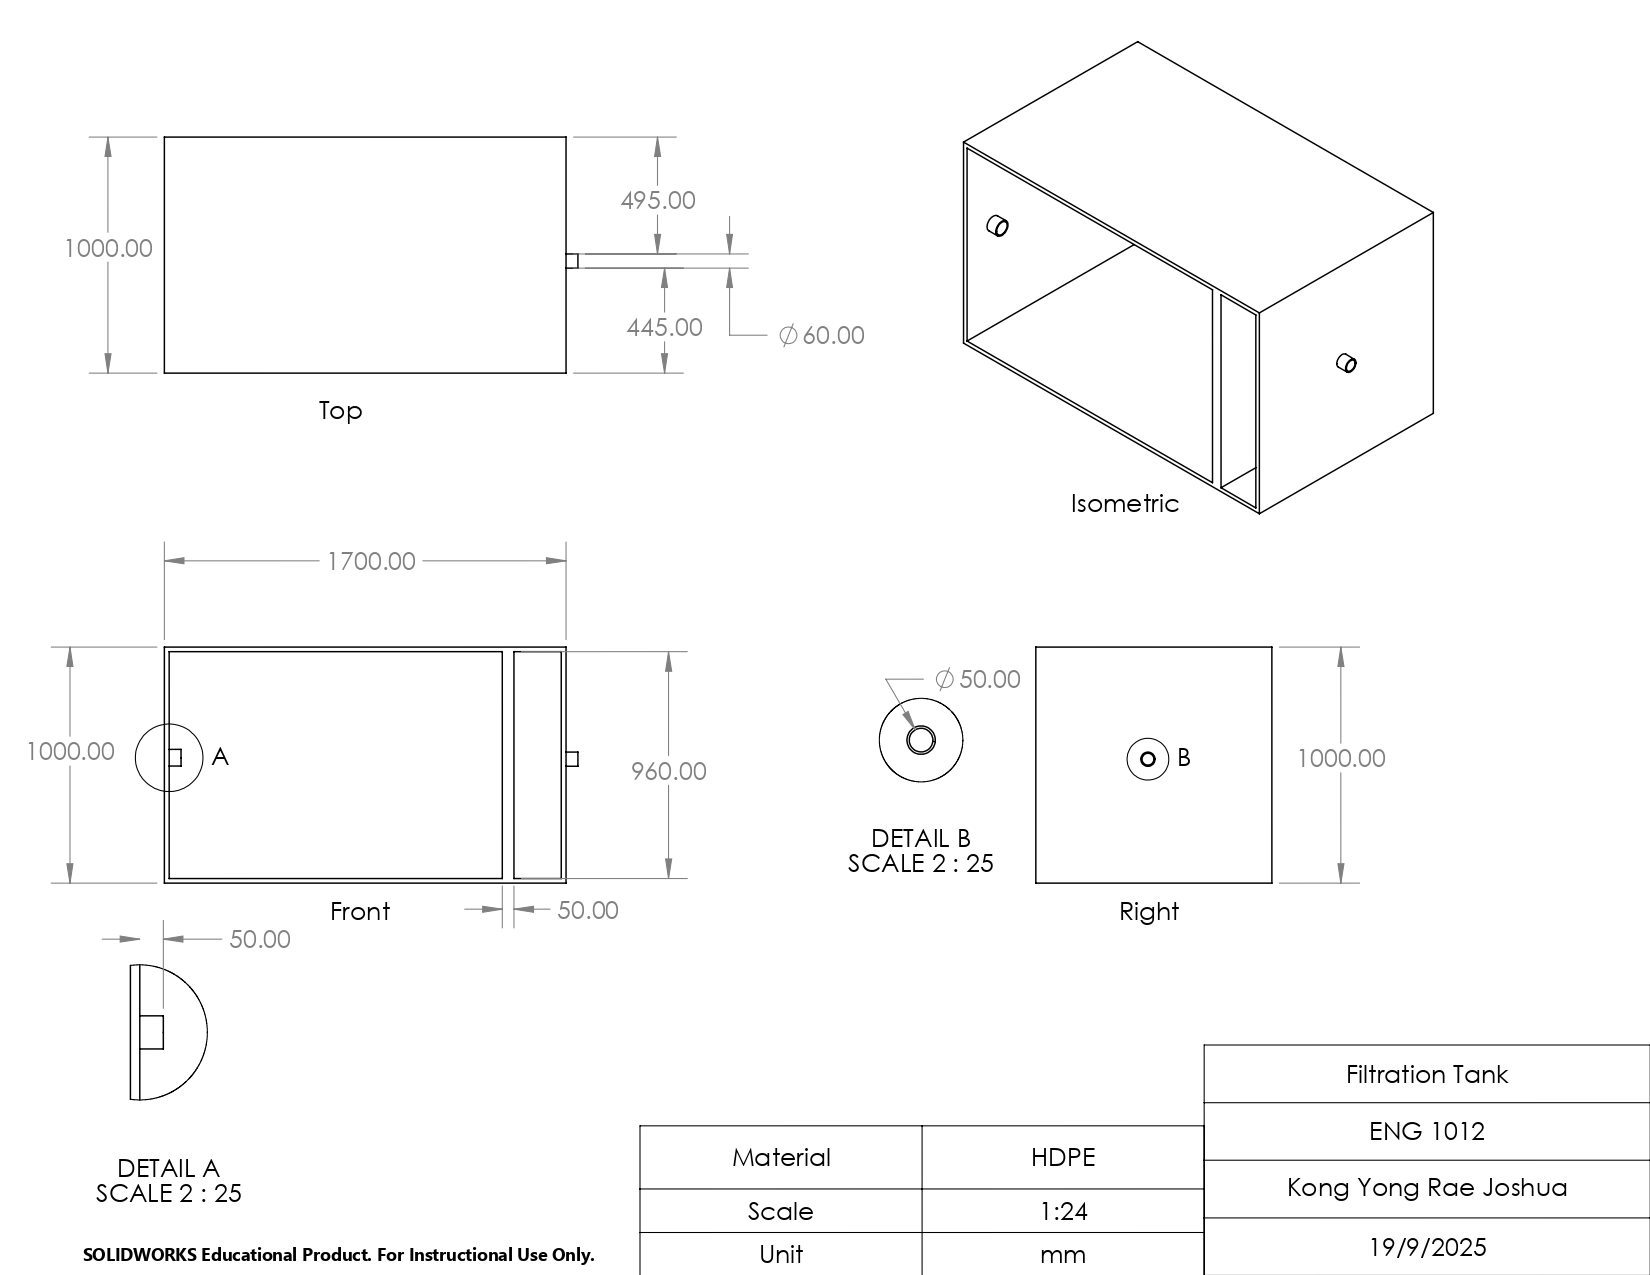 1000.00
495.00
445.00
⌀60.00
Top
Isometric
1700.00
1000.00
A
960.00
Front
50.00
⌀50.00
DETAIL B
SCALE 2 : 25
B
1000.00
Right
50.00
DETAIL A
SCALE 2 : 25
Filtration Tank
ENG 1012
Kong Yong Rae Joshua
19/9/2025
Material HDPE
Scale 1:24
Unit mm
SOLIDWORKS Educational Product. For Instructional Use Only.